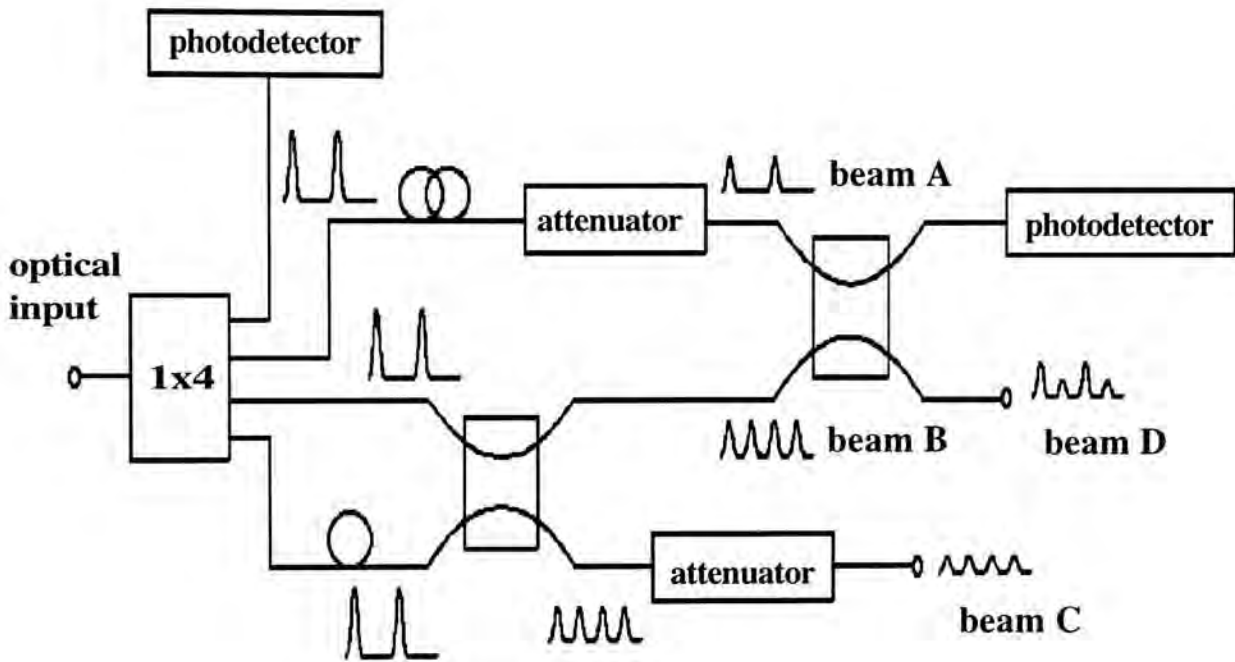 photodetector
beam A
attenuator
photodetector
optical
input
1x4
beam B
beam D
attenuator
beam C